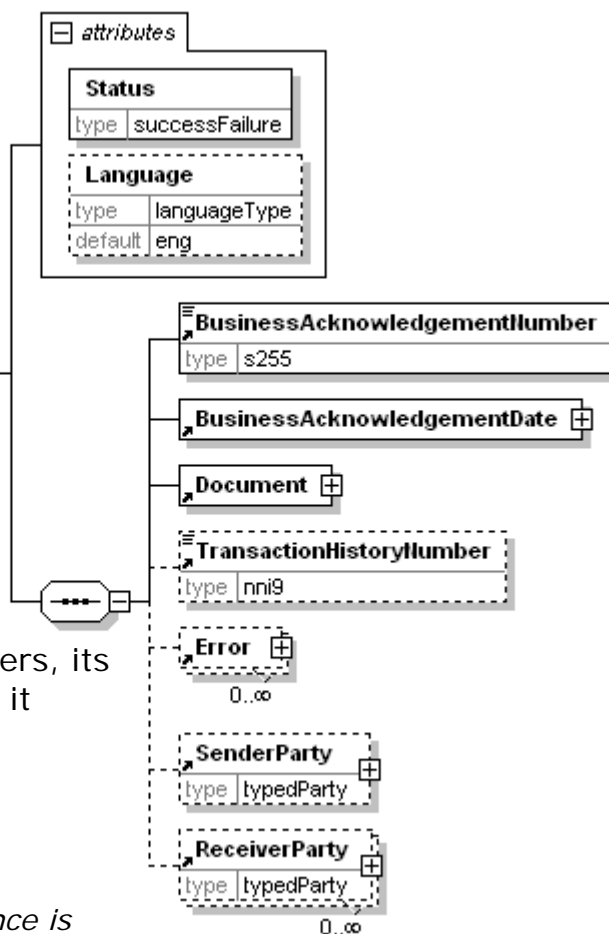 attributes
Status
type successFailure
Language
type languageType
default eng
BusinessAcknowledgementNumber
type s255
BusinessAcknowledgementDate
Document
TransactionHistoryNumber
type nni9
Error
0..∞
ers, its
it
SenderParty
type typedParty
ReceiverParty
type typedParty
0..∞
nce is